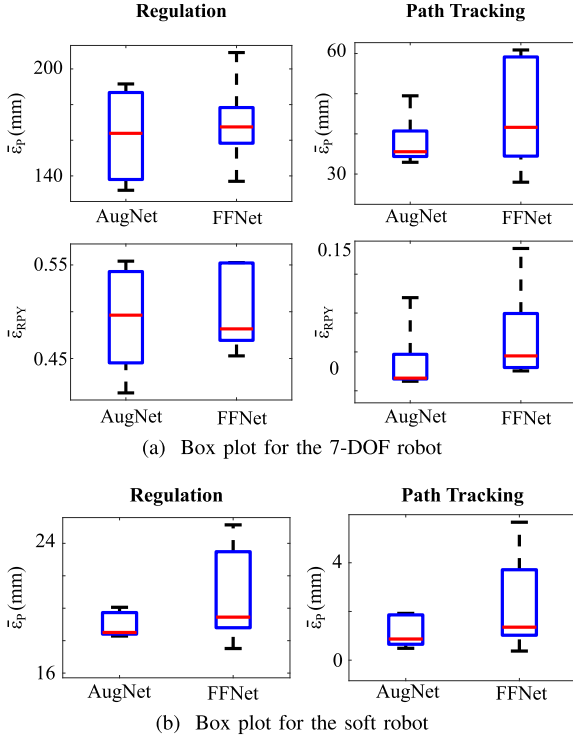 Regulation
Path Tracking
ε̄P(mm)
200
140
AugNet
FFNet
ε̄P(mm)
60
30
AugNet
FFNet
ε̄RPY
0.55
0.45
AugNet
FFNet
ε̄RPY
0.15
0
AugNet
FFNet
(a) Box plot for the 7-DOF robot
Regulation
Path Tracking
ε̄P(mm)
24
16
AugNet
FFNet
ε̄P(mm)
4
0
AugNet
FFNet
(b) Box plot for the soft robot